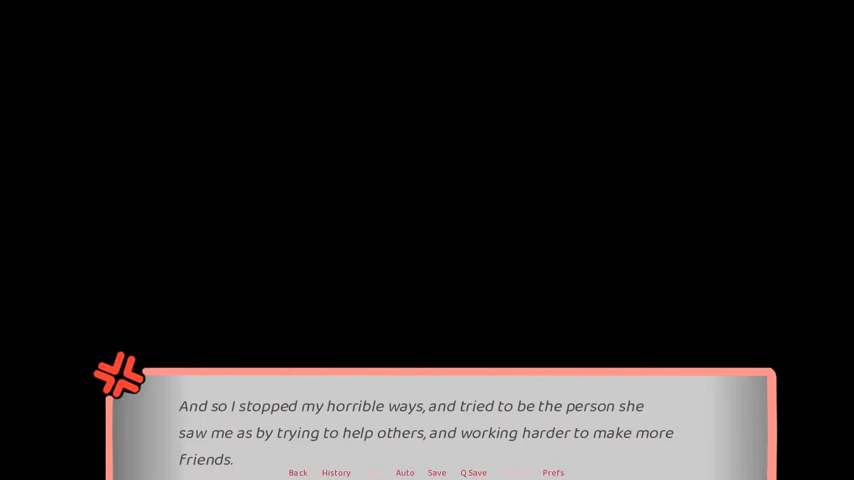 And so I stopped my horrible ways, and tried to be the person she
saw me as by trying to help others, and working harder to make more
friends.
Back History Auto Save Q.Save Prefs